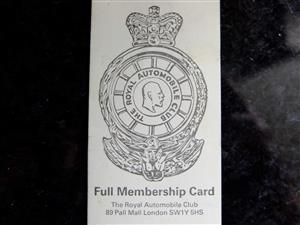 THE ROYAL AUTOMOBILE CLUB
Full Membership Card
The Royal Automobile Club
89 Pall Mall London SW1Y 5HS